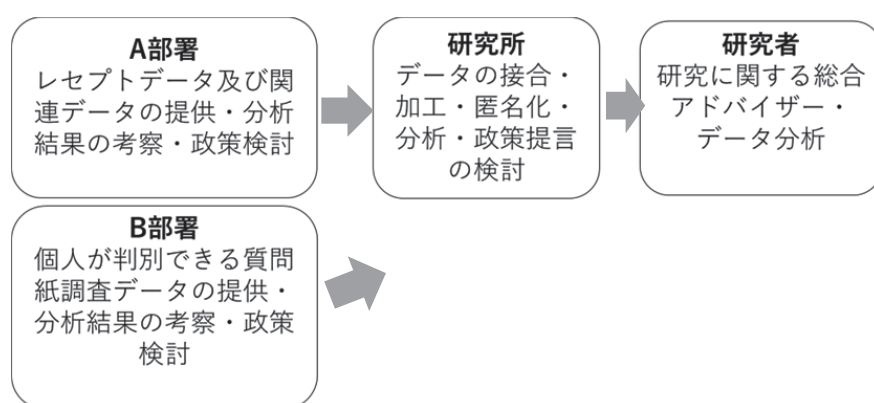 A部署
レセプトデータ及び関
連データの提供・分析
結果の考察・政策検討
研究所
データの接合・
加工・匿名化・
分析・政策提言
の検討
研究者
研究に関する総合
アドバイザー・
データ分析
B部署
個人が判別できる質問
紙調査データの提供・
分析結果の考察・政策
検討